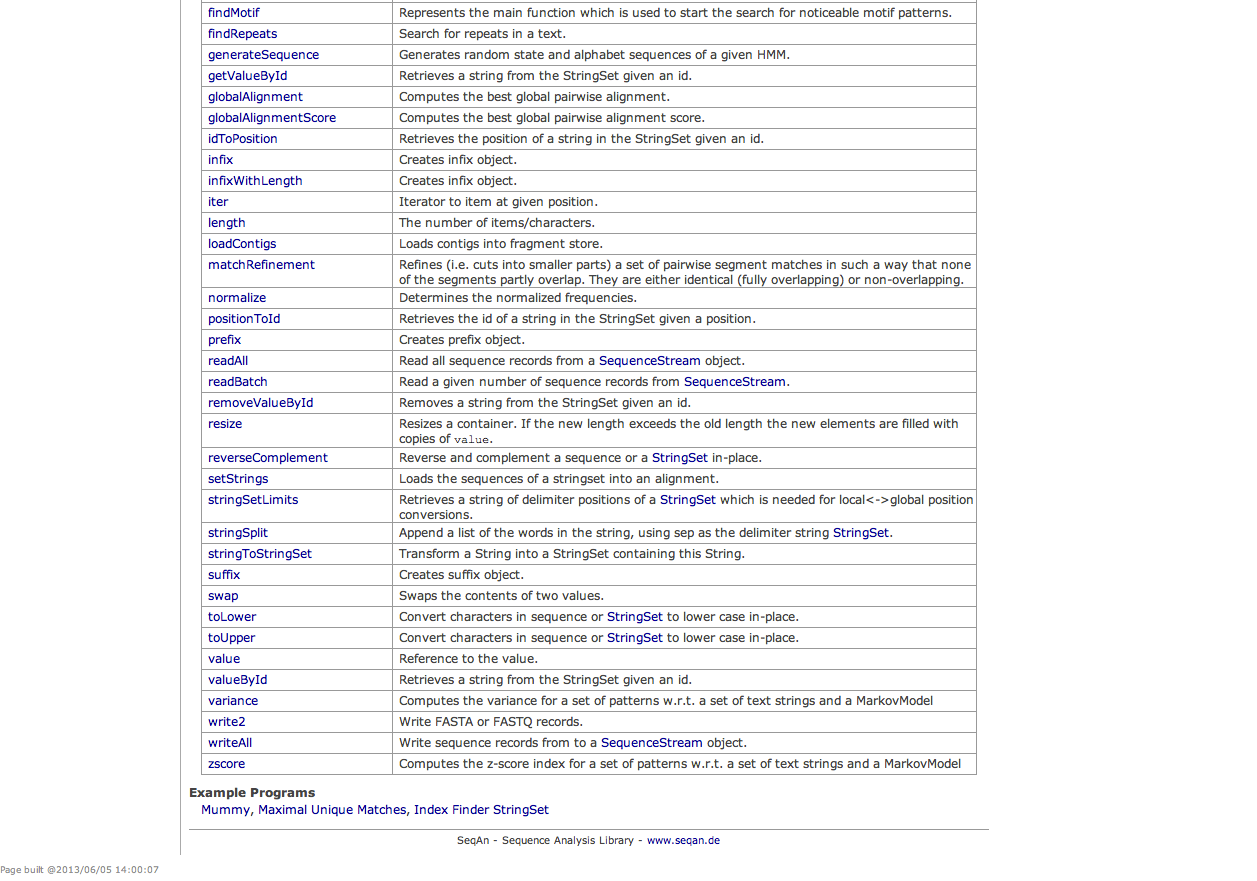 findMotif Represents the main function which is used to start the search for noticeable motif patterns.
findRepeats Search for repeats in a text.
generateSequence Generates random state and alphabet sequences of a given HMM.
getValueById Retrieves a string from the StringSet given an id.
globalAlignment Computes the best global pairwise alignment.
globalAlignmentScore Computes the best global pairwise alignment score.
idToPosition Retrieves the position of a string in the StringSet given an id.
infix Creates infix object.
infixWithLength Creates infix object.
iter Iterator to item at given position.
length The number of items/characters.
loadContigs Loads contigs into fragment store.
matchRefinement Refines (i.e. cuts into smaller parts) a set of pairwise segment matches in such a way that none
of the segments partly overlap. They are either identical (fully overlapping) or non-overlapping.
normalize Determines the normalized frequencies.
positionToId Retrieves the id of a string in the StringSet given a position.
prefix Creates prefix object.
readAll Read all sequence records from a SequenceStream object.
readBatch Read a given number of sequence records from SequenceStream.
removeValueById Removes a string from the StringSet given an id.
resize Resizes a container. If the new length exceeds the old length the new elements are filled with
copies of value.
reverseComplement Reverse and complement a sequence or a StringSet in-place.
setStrings Loads the sequences of a stringset into an alignment.
stringSetLimits Retrieves a string of delimiter positions of a StringSet which is needed for local<->global position
conversions.
stringSplit Append a list of the words in the string, using sep as the delimiter string StringSet.
stringToStringSet Transform a String into a StringSet containing this String.
suffix Creates suffix object.
swap Swaps the contents of two values.
toLower Convert characters in sequence or StringSet to lower case in-place.
toUpper Convert characters in sequence or StringSet to lower case in-place.
value Reference to the value.
valueById Retrieves a string from the StringSet given an id.
variance Computes the variance for a set of patterns w.r.t. a set of text strings and a MarkovModel
write2 Write FASTA or FASTQ records.
writeAll Write sequence records from to a SequenceStream object.
zscore Computes the z-score index for a set of patterns w.r.t. a set of text strings and a MarkovModel
Example Programs
Mummy, Maximal Unique Matches, Index Finder StringSet
SeqAn - Sequence Analysis Library - www.seqan.de
Page built @2013/06/05 14:00:07